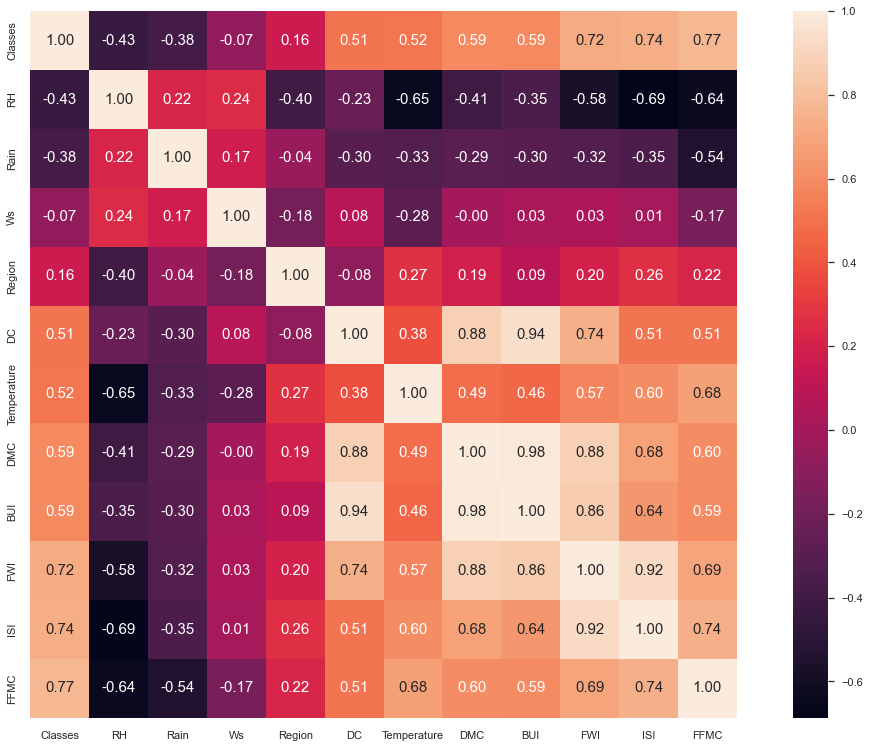 Classes 1.00 -0.43 -0.38 -0.07 0.16 0.51 0.52 0.59 0.59 0.72 0.74 0.77
RH -0.43 1.00 0.22 0.24 -0.40 -0.23 -0.65 -0.41 -0.35 -0.58 -0.69 -0.64
Rain -0.38 0.22 1.00 0.17 -0.04 -0.30 -0.33 -0.29 -0.30 -0.32 -0.35 -0.54
Ws -0.07 0.24 0.17 1.00 -0.18 0.08 -0.28 -0.00 0.03 0.03 0.01 -0.17
Region 0.16 -0.40 -0.04 -0.18 1.00 -0.08 0.27 0.19 0.09 0.20 0.26 0.22
DC 0.51 -0.23 -0.30 0.08 -0.08 1.00 0.38 0.88 0.94 0.74 0.51 0.51
Temperature 0.52 -0.65 -0.33 -0.28 0.27 0.38 1.00 0.49 0.46 0.57 0.60 0.68
DMC 0.59 -0.41 -0.29 -0.00 0.19 0.88 0.49 1.00 0.98 0.88 0.68 0.60
BUI 0.59 -0.35 -0.30 0.03 0.09 0.94 0.46 0.98 1.00 0.86 0.64 0.59
FWI 0.72 -0.58 -0.32 0.03 0.20 0.74 0.57 0.88 0.86 1.00 0.92 0.69
ISI 0.74 -0.69 -0.35 0.01 0.26 0.51 0.60 0.68 0.64 0.92 1.00 0.74
FFMC 0.77 -0.64 -0.54 -0.17 0.22 0.51 0.68 0.60 0.59 0.69 0.74 1.00
Classes RH Rain Ws Region DC Temperature DMC BUI FWI ISI FFMC
1.0
0.8
0.6
0.4
0.2
0.0
-0.2
-0.4
-0.6